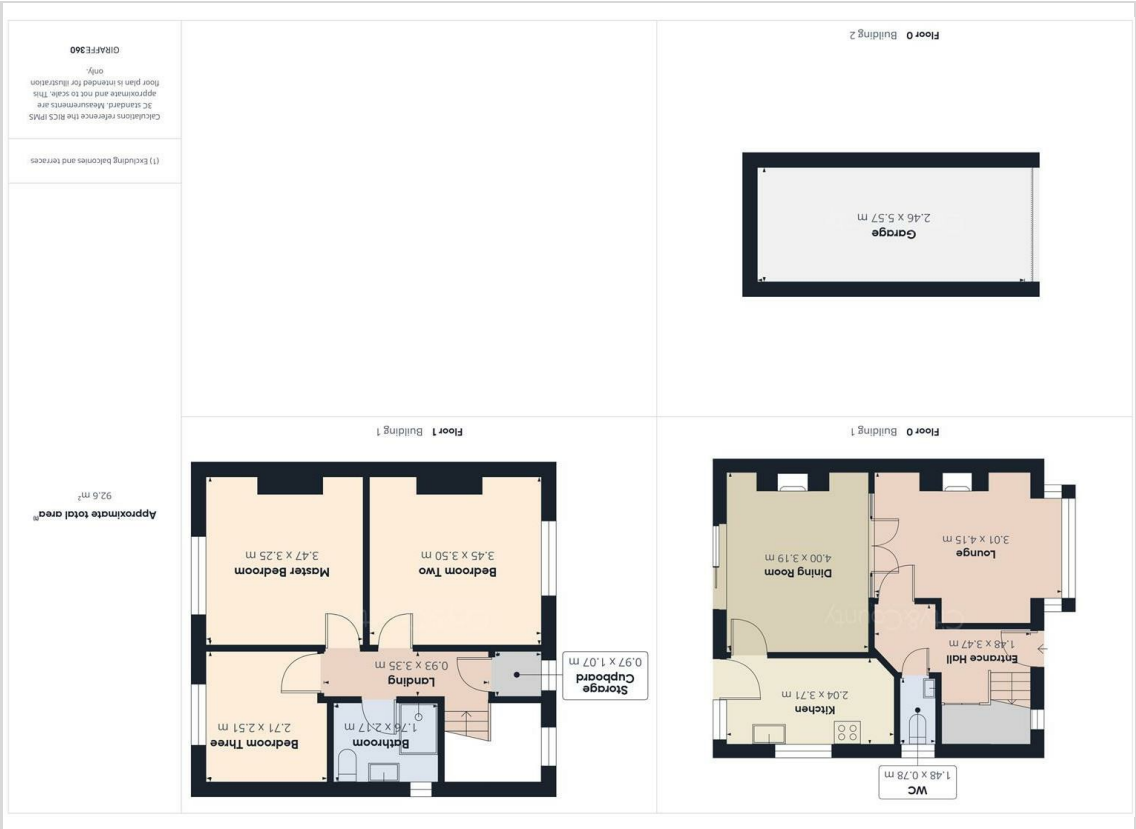 WC
1.48 x 0.78 m
Kitchen
2.04 x 3.71 m
Entrance Hall
1.48 x 3.47 m
Dining Room
4.00 x 3.19 m
Lounge
3.01 x 4.15 m
Floor 0 Building 1
Bathroom
1.76 x 2.17 m
Bedroom Three
2.71 x 2.51 m
Storage
Cupboard
0.97 x 1.07 m
Landing
0.93 x 3.35 m
Bedroom Two
3.45 x 3.50 m
Master Bedroom
3.47 x 3.25 m
Floor 1 Building 1
Garage
2.46 x 5.57 m
Floor 0 Building 2
Approximate total area(1)
92.6 m²
(1) Excluding balconies and terraces
Calculations reference the RICS IPMS
3C standard. Measurements are
approximate and not to scale. This
floor plan is intended for illustration
only.
GIRAFFE360